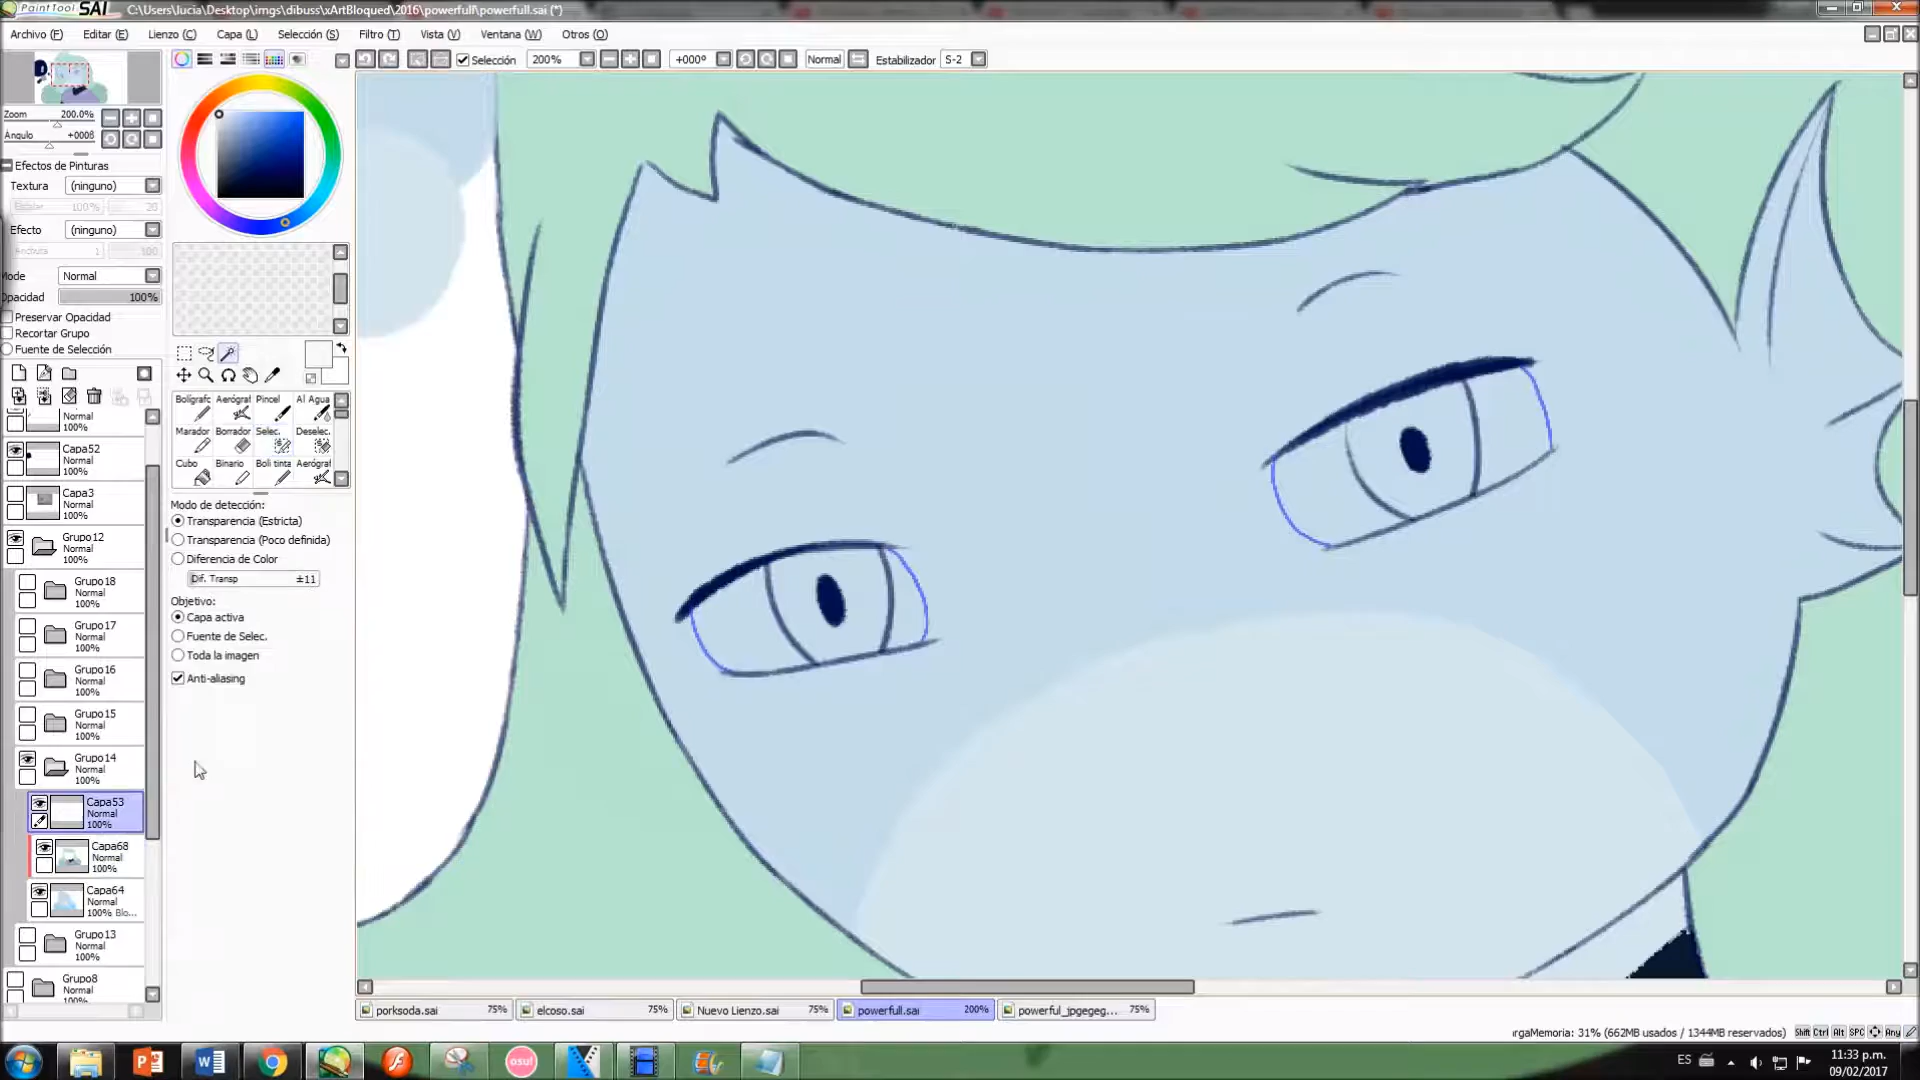 PaintTool SAI C:\Users\lucia\Desktop\imgs\dibuss\xArtBloqued\2016\powerfull\powerfull.sai (*)
Archivo (F) Editar (E) Lienzo (C) Capa (L) Selección (S) Filtro (T) Vista (V) Ventana (W) Otros (O)
Selección 200% +000º Normal Estabilizador S-2
Zoom 200.0%
Ángulo +000ß
Efectos de Pinturas
Textura (ninguno)
100% 20
Efecto (ninguno)
Anchura 1 100
Mode Normal
Opacidad 100%
Preservar Opacidad
Recortar Grupo
Fuente de Selección
Normal
100%
Capa52
Normal
100%
Capa3
Normal
100%
Grupo12
Normal
100%
Grupo18
Normal
100%
Grupo17
Normal
100%
Grupo16
Normal
100%
Grupo15
Normal
100%
Grupo14
Normal
100%
Capa53
Normal
100%
Capa68
Normal
100%
Capa64
Normal
100% Blo...
Grupo13
Normal
100%
Grupo8
Normal
100%
Bolígrafc Aerógraf Pincel Al Agua
Marador Borrador Selec. Deselec.
Cubo Binario Boli tinta Aerógraf
Modo de detección:
Transparencia (Estricta)
Transparencia (Poco definida)
Diferencia de Color
Dif. Transp ±11
Objetivo:
Capa activa
Fuente de Selec.
Toda la imagen
Anti-aliasing
porksoda.sai 75% elcoso.sai 75% Nuevo Lienzo.sai 75% powerfull.sai 200% powerful_jpgegeg... 75%
rgaMemoria: 31% (662MB usados / 1344MB reservados) Shift Ctrl Alt SPC Any
osu!
ES 11:33 p.m.
09/02/2017